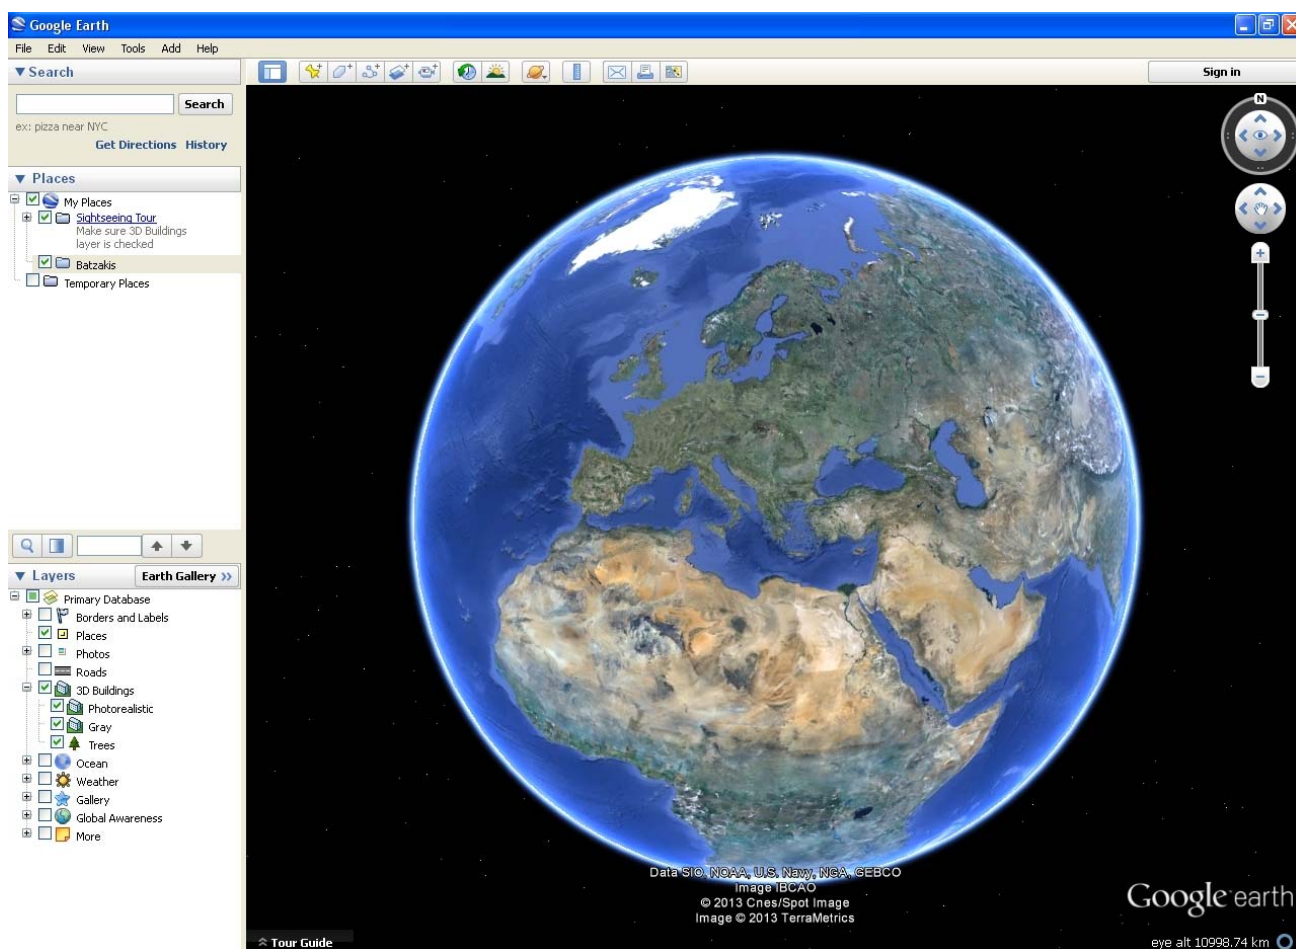 Google Earth
File Edit View Tools Add Help
Search
Sign in
Search
ex: pizza near NYC
Get Directions History
Places
My Places
Sightseeing Tour
Make sure 3D Buildings
layer is checked
Batzakis
Temporary Places
Layers
Earth Gallery >>
Primary Database
Borders and Labels
Places
Photos
Roads
3D Buildings
Photorealistic
Gray
Trees
Ocean
Weather
Gallery
Global Awareness
More
N
Data SIO, NOAA, U.S. Navy, NGA, GEBCO
Image IBCAO
© 2013 Cnes/Spot Image
Image © 2013 TerraMetrics
Google earth
Tour Guide
eye alt 10998.74 km